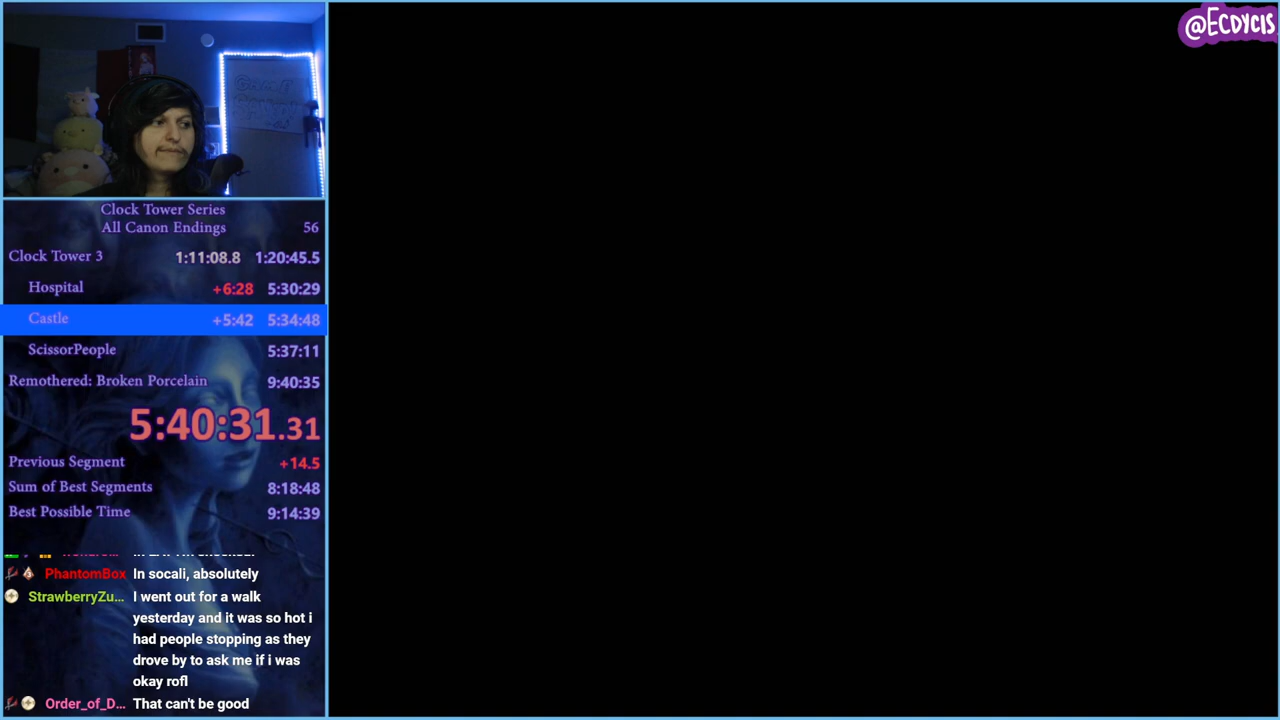 @ECDYCIS
Clock Tower Series
All Canon Endings 56
Clock Tower 3 1:11:08.8 1:20:45.5
Hospital +6:28 5:30:29
Castle +5:42 5:34:48
ScissorPeople 5:37:11
Remothered: Broken Porcelain 9:40:35
5:40:31.31
Previous Segment +14.5
Sum of Best Segments 8:18:48
Best Possible Time 9:14:39
PhantomBox In socali, absolutely
StrawberryZu... I went out for a walk
yesterday and it was so hot i
had people stopping as they
drove by to ask me if i was
okay rofl
Order_of_D... That can't be good